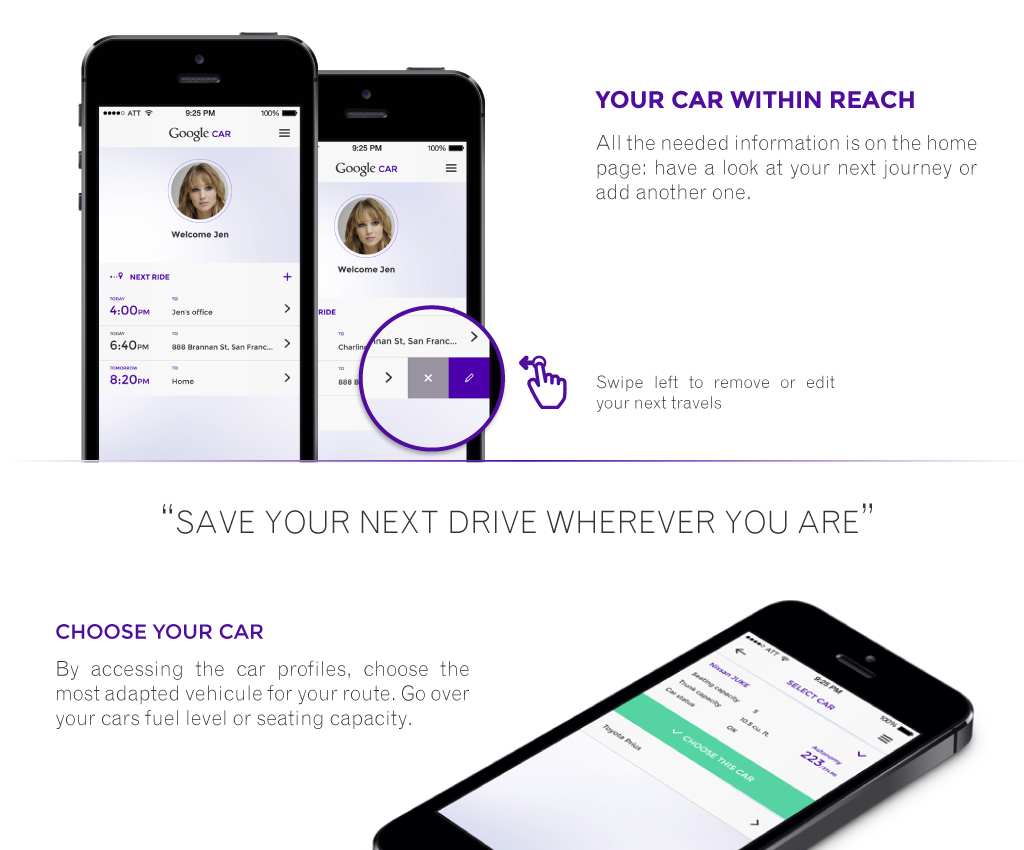 ●●●●○ ATT 9:25 PM 100%
Google CAR
Welcome Jen
NEXT RIDE +
TODAY TO
4:00PM Jen's office
TODAY TO
6:40PM 888 Brannan St, San Franc...
TOMORROW TO
8:20PM Home
9:25 PM 100%
Google CAR
Welcome Jen
RIDE
TO
Charlin
nnan St, San Franc...
TO
888 B
YOUR CAR WITHIN REACH
All the needed information is on the home
page: have a look at your next journey or
add another one.
Swipe left to remove or edit
your next travels
“SAVE YOUR NEXT DRIVE WHEREVER YOU ARE”
CHOOSE YOUR CAR
By accessing the car profiles, choose the
most adapted vehicule for your route. Go over
your cars fuel level or seating capacity.
●●●●○ ATT 9:25 PM 100%
SELECT CAR
Nissan JUKE
Seating capacity 5
Trunk capacity 10.5 cu. ft.
Car status OK
Autonomy
223
CHOOSE THIS CAR
Toyota Prius